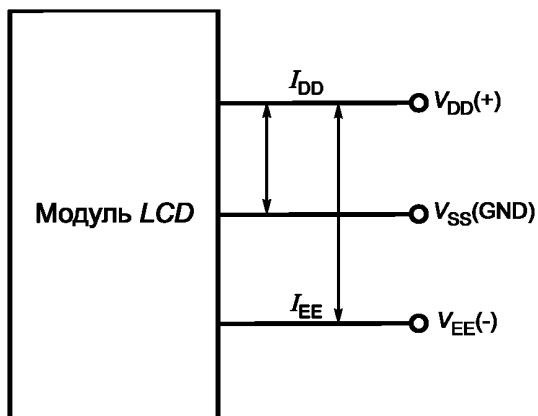 I_DD
V_DD(+)
Модуль LCD
V_SS(GND)
I_EE
V_EE(-)